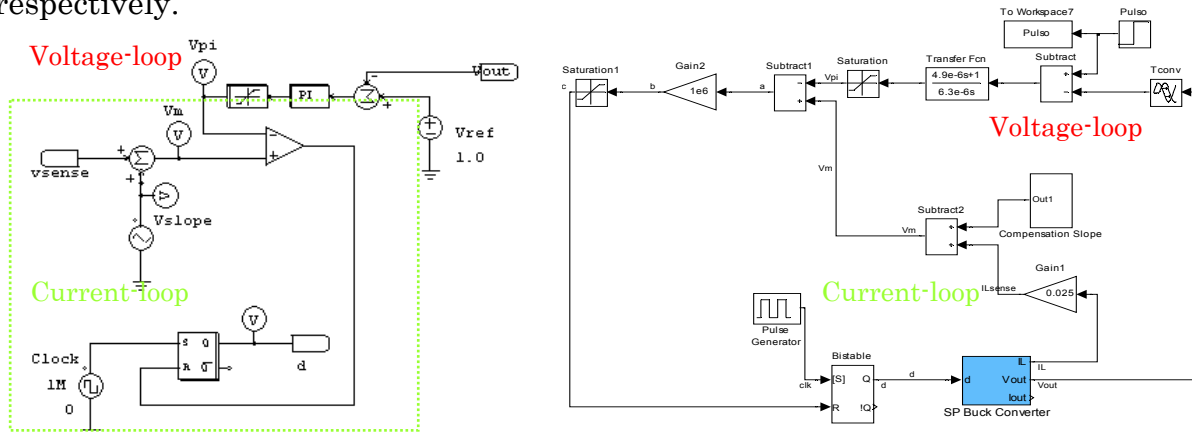 respectively.
Voltage-loop
Vpi
V
PI
Σ
-
+
Vout
Vref
1.0
Vm
V
vsense
+
Σ
+
-
+
V
Vslope
Current-loop
Clock
1M
0
S Q
R Q
V
d
To Workspace7
Pulso
Pulso
Saturation1
c
Gain2
1e6
b
a
Subtract1
-
+
Vpi
Saturation
Transfer Fcn
4.9e-6s+1
6.3e-6s
Subtract
+
-
Tconv
Voltage-loop
Vm
Subtract2
Vm
+
+
Out1
Compensation Slope
Gain1
0.025
ILsense
Current-loop
Pulse
Generator
clk
Bistable
[S] Q
R !Q
d
d
d
IL
Vout
Iout
IL
Vout
SP Buck Converter